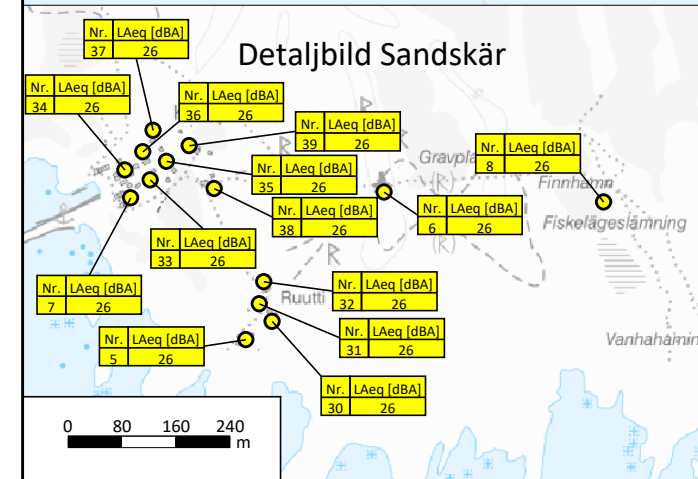 Detaljbild Sandskär
Nr. LAeq [dBA]
37 26
Nr. LAeq [dBA]
34 26
Nr. LAeq [dBA]
36 26
Nr. LAeq [dBA]
39 26
Nr. LAeq [dBA]
35 26
Nr. LAeq [dBA]
38 26
Nr. LAeq [dBA]
33 26
Nr. LAeq [dBA]
6 26
Nr. LAeq [dBA]
8 26
Nr. LAeq [dBA]
7 26
Nr. LAeq [dBA]
32 26
Nr. LAeq [dBA]
31 26
Nr. LAeq [dBA]
5 26
Nr. LAeq [dBA]
30 26
R
R
R
(R)
(R)
Finnhamn
Fiskelägeslämning
Ruutti
0 80 160 240
m